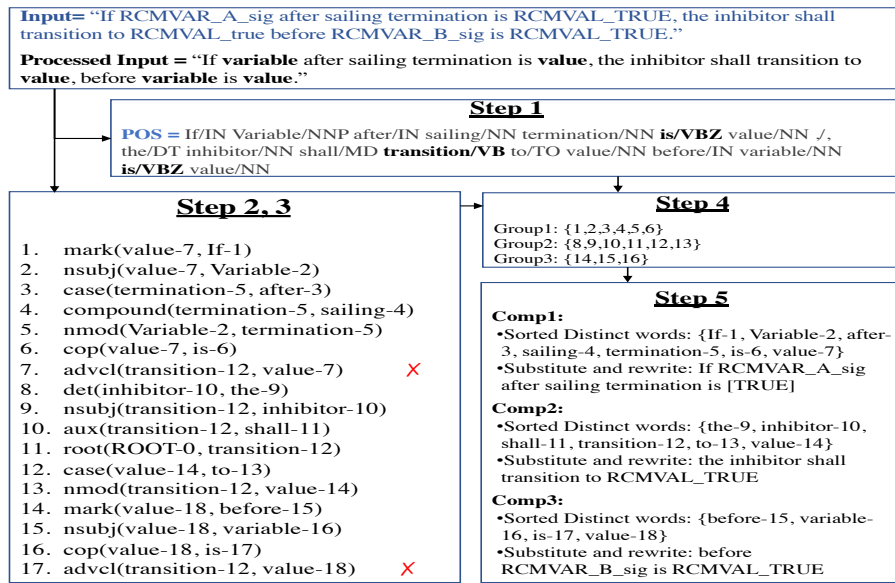 Input= “If RCMVAR_A_sig after sailing termination is RCMVAL_TRUE, the inhibitor shall
transition to RCMVAL_true before RCMVAR_B_sig is RCMVAL_TRUE.”
Processed Input = “If variable after sailing termination is value, the inhibitor shall transition to
value, before variable is value.”
Step 1
POS = If/IN Variable/NNP after/IN sailing/NN termination/NN is/VBZ value/NN ,/,
the/DT inhibitor/NN shall/MD transition/VB to/TO value/NN before/IN variable/NN
is/VBZ value/NN
Step 2, 3
1. mark(value-7, If-1)
2. nsubj(value-7, Variable-2)
3. case(termination-5, after-3)
4. compound(termination-5, sailing-4)
5. nmod(Variable-2, termination-5)
6. cop(value-7, is-6)
7. advcl(transition-12, value-7) ✗
8. det(inhibitor-10, the-9)
9. nsubj(transition-12, inhibitor-10)
10. aux(transition-12, shall-11)
11. root(ROOT-0, transition-12)
12. case(value-14, to-13)
13. nmod(transition-12, value-14)
14. mark(value-18, before-15)
15. nsubj(value-18, variable-16)
16. cop(value-18, is-17)
17. advcl(transition-12, value-18) ✗
Step 4
Group1: {1,2,3,4,5,6}
Group2: {8,9,10,11,12,13}
Group3: {14,15,16}
Step 5
Comp1:
•Sorted Distinct words: {If-1, Variable-2, after-
3, sailing-4, termination-5, is-6, value-7}
•Substitute and rewrite: If RCMVAR_A_sig
after sailing termination is [TRUE]
Comp2:
•Sorted Distinct words: {the-9, inhibitor-10,
shall-11, transition-12, to-13, value-14}
•Substitute and rewrite: the inhibitor shall
transition to RCMVAL_TRUE
Comp3:
•Sorted Distinct words: {before-15, variable-
16, is-17, value-18}
•Substitute and rewrite: before
RCMVAR_B_sig is RCMVAL_TRUE